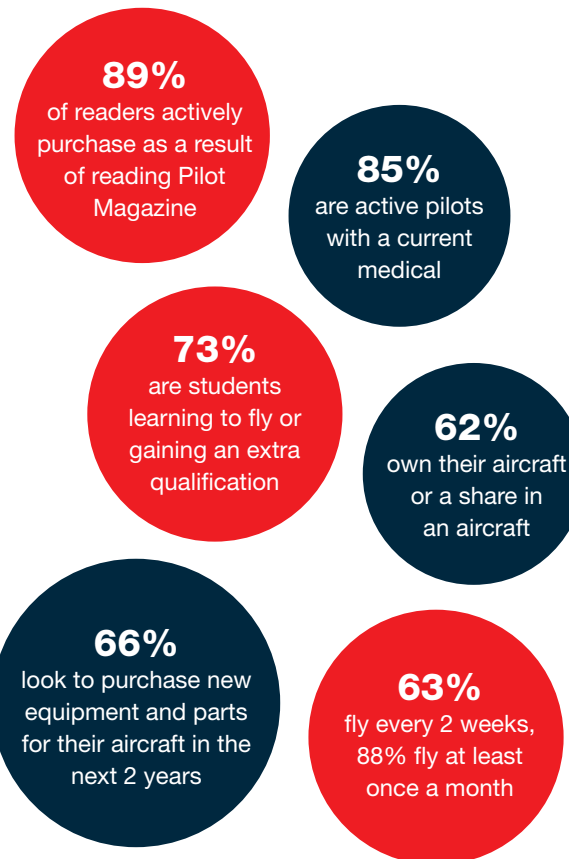 89%
of readers actively
purchase as a result
of reading Pilot
Magazine
85%
are active pilots
with a current
medical
73%
are students
learning to fly or
gaining an extra
qualification
62%
own their aircraft
or a share in
an aircraft
66%
look to purchase new
equipment and parts
for their aircraft in the
next 2 years
63%
fly every 2 weeks,
88% fly at least
once a month